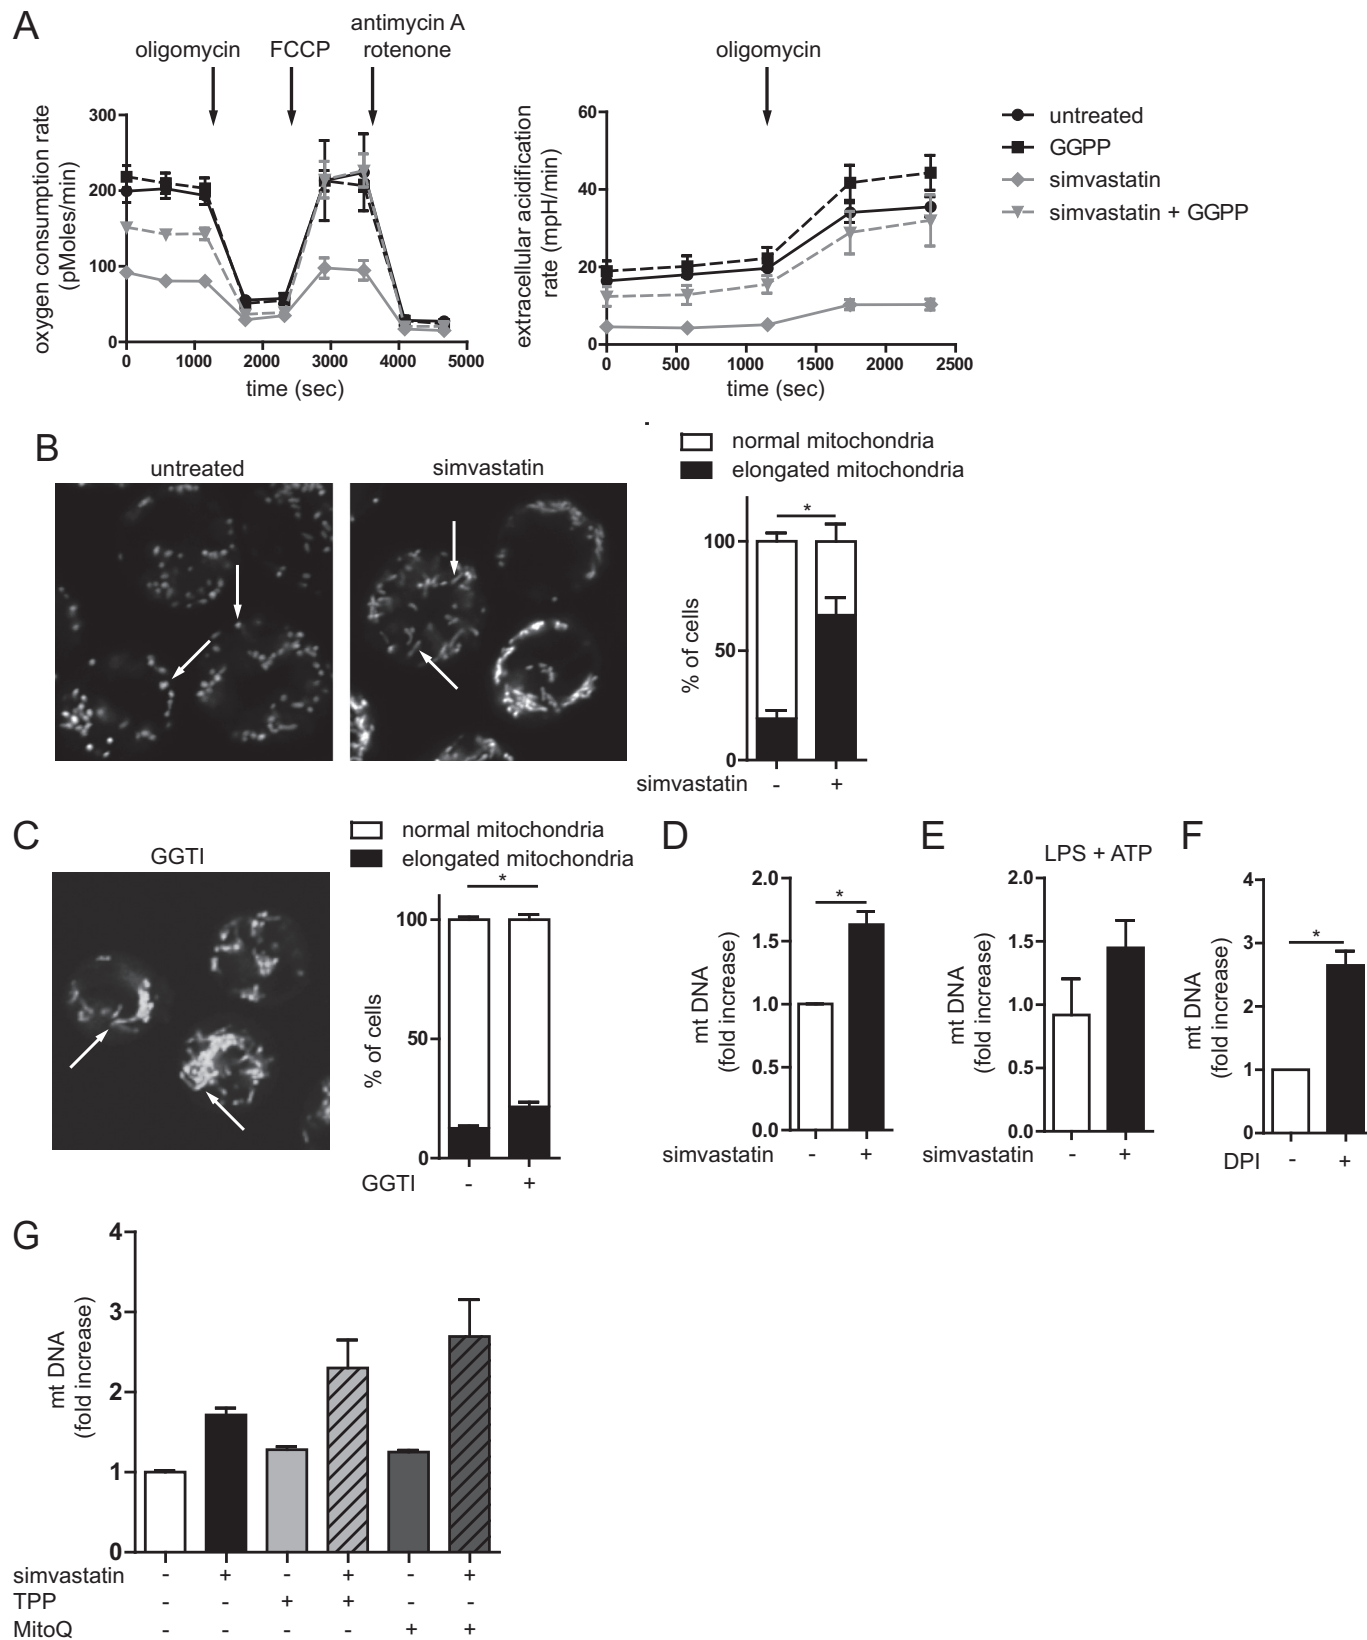 A
oligomycin
FCCP
antimycin A
rotenone
oxygen consumption rate
(pMoles/min)
300
200
100
0
0 1000 2000 3000 4000 5000
time (sec)
oligomycin
extracellular acidification
rate (mpH/min)
60
40
20
0
0 500 1000 1500 2000 2500
time (sec)
untreated
GGPP
simvastatin
simvastatin + GGPP
B
untreated
simvastatin
normal mitochondria
elongated mitochondria
% of cells
100
50
0
*
simvastatin - +
C
GGTI
normal mitochondria
elongated mitochondria
% of cells
100
50
0
*
GGTI - +
D
mt DNA
(fold increase)
2.0
1.5
1.0
0.5
0.0
*
simvastatin - +
E
LPS + ATP
mt DNA
(fold increase)
2.0
1.5
1.0
0.5
0.0
simvastatin - +
F
mt DNA
(fold increase)
4
3
2
1
0
*
DPI - +
G
mt DNA
(fold increase)
4
3
2
1
0
simvastatin - + - + - +
TPP - - + + - -
MitoQ - - - - + +